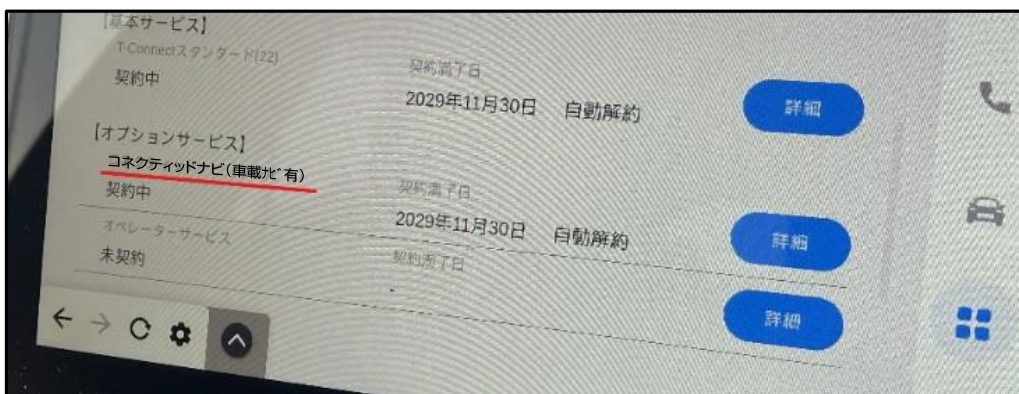 【基本サービス】
T-Connectスタンダード(22)
契約中
契約満了日
2029年11月30日 自動解約
詳細
【オプションサービス】
コネクティッドナビ(車載ナビ有)
契約中
契約満了日
2029年11月30日 自動解約
詳細
オペレーターサービス
未契約
契約満了日
-
詳細